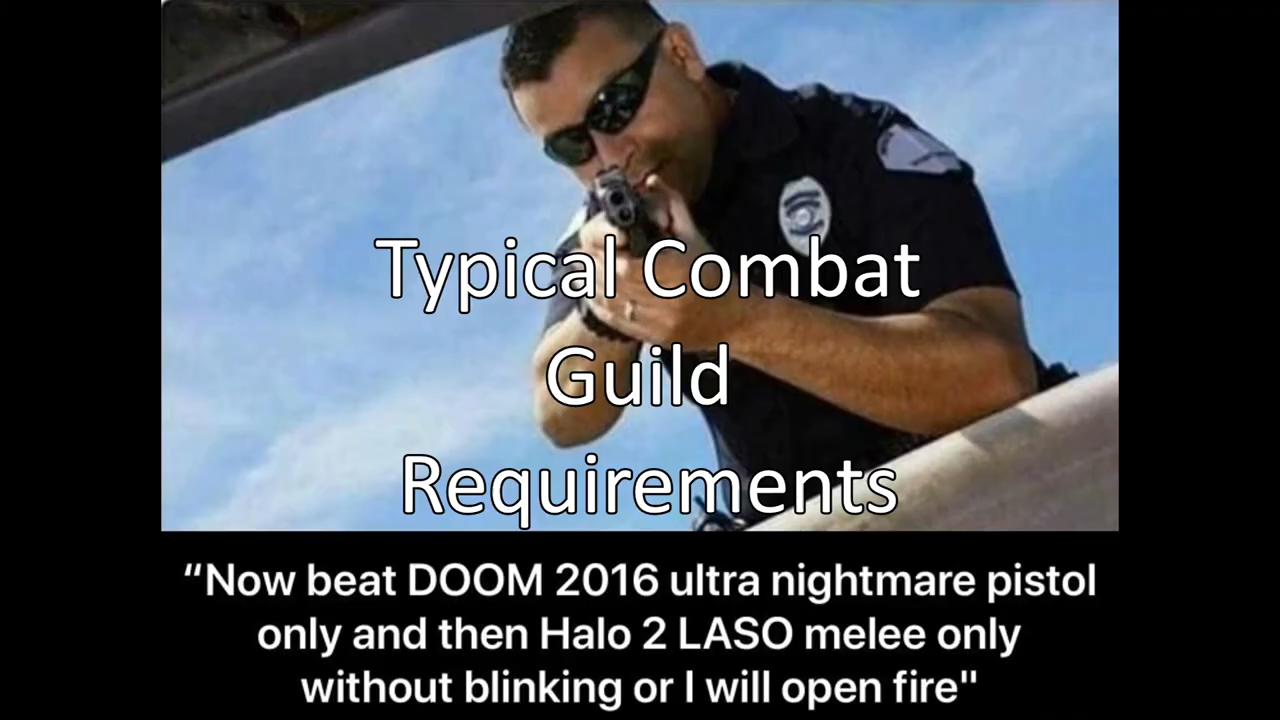 Typical Combat
Guild
Requirements
“Now beat DOOM 2016 ultra nightmare pistol
only and then Halo 2 LASO melee only
without blinking or I will open fire"